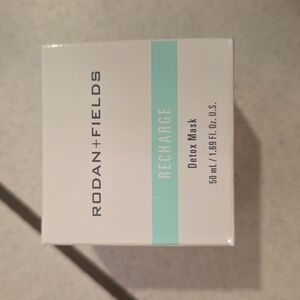 RODAN+FIELDS
RECHARGE
Detox Mask
50 mL / 1.69 Fl. Oz. U.S.